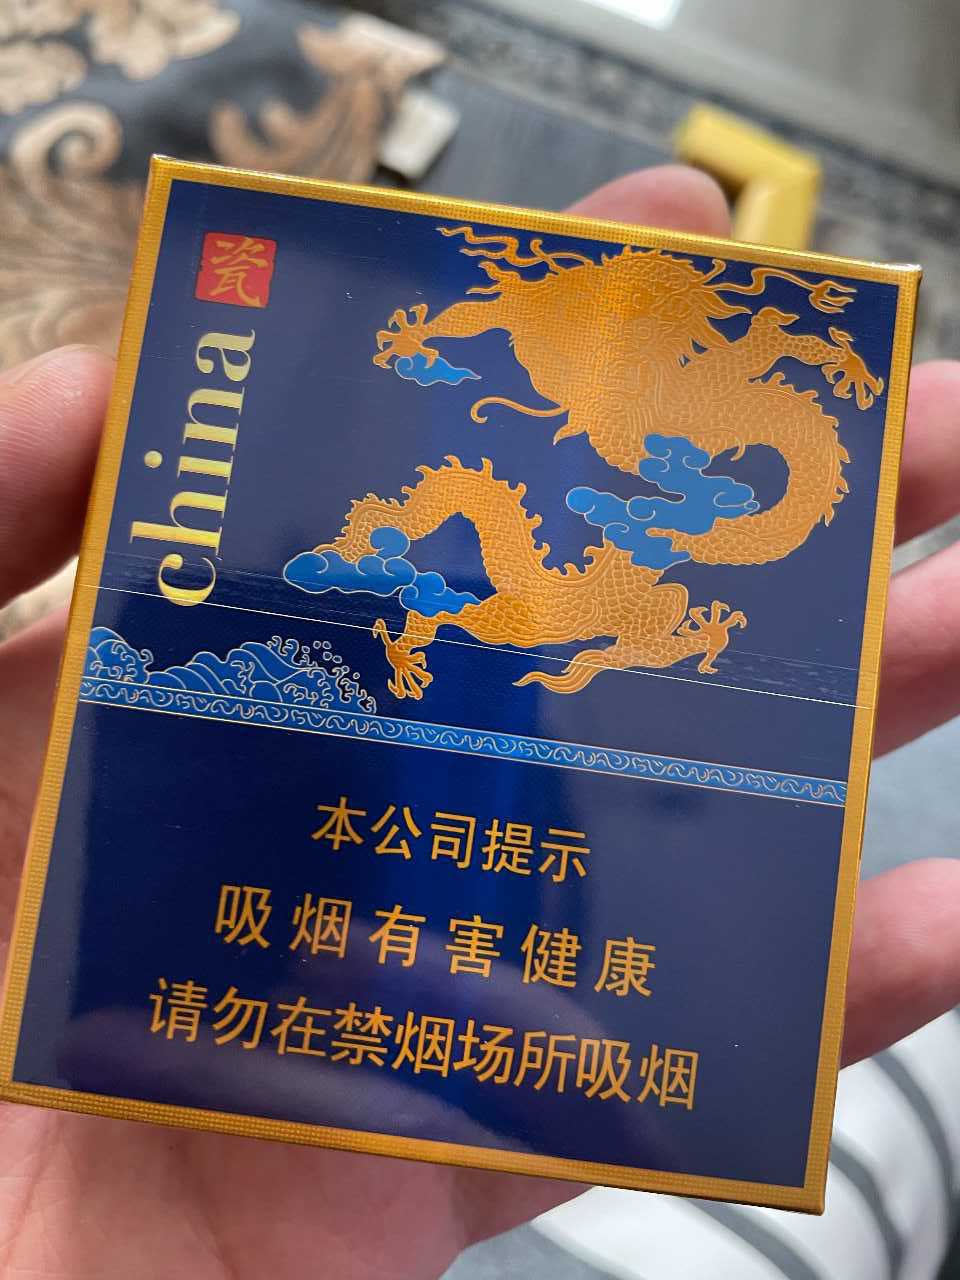 瓷
china
本公司提示
吸烟有害健康
请勿在禁烟场所吸烟